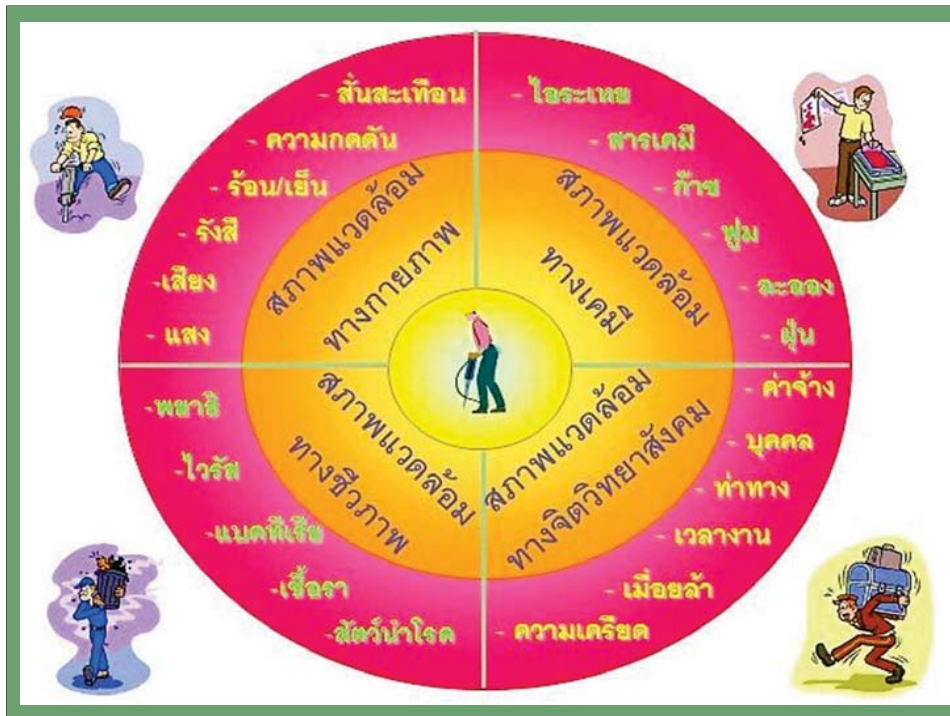 - สั่นสะเทือน
- ความกดดัน
- ร้อน/เย็น
- รังสี
-เสียง
- แสง
สภาพแวดล้อม
ทางกายภาพ
- ไอระเหย
- สารเคมี
- ก๊าซ
- ฟูม
- ละออง
- ฝุ่น
สภาพแวดล้อม
ทางเคมี
-พยาธิ
-ไวรัส
-แบคทีเรีย
-เชื้อรา
-สัตว์นำโรค
สภาพแวดล้อม
ทางชีวภาพ
- ค่าจ้าง
- บุคคล
- ท่าทาง
- เวลางาน
- เมื่อยล้า
- ความเครียด
สภาพแวดล้อม
ทางจิตวิทยาสังคม